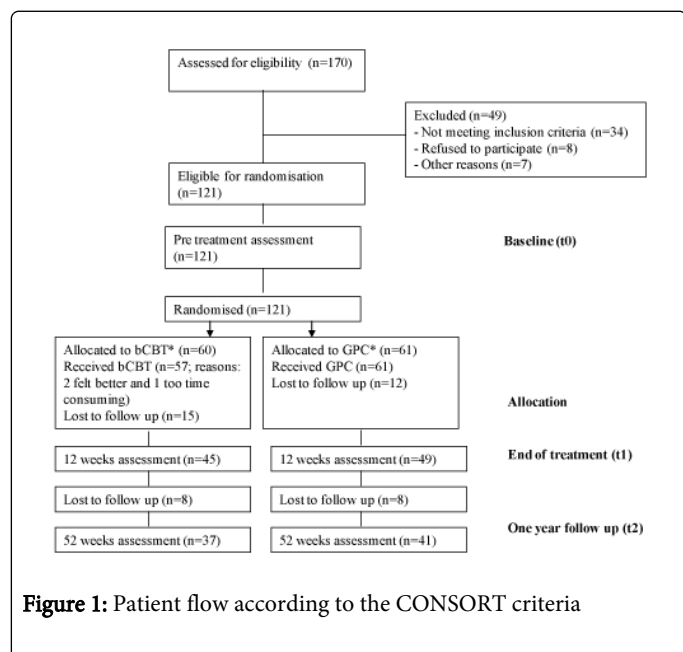 Assessed for eligibility (n=170)
Excluded (n=49)
- Not meeting inclusion criteria (n=34)
- Refused to participate (n=8)
- Other reasons (n=7)
Eligible for randomisation
(n=121)
Pre treatment assessment
(n=121)
Baseline (t0)
Randomised (n=121)
Allocated to bCBT* (n=60)
Received bCBT (n=57; reasons:
2 felt better and 1 too time
consuming)
Lost to follow up (n=15)
Allocated to GPC* (n=61)
Received GPC (n=61)
Lost to follow up (n=12)
Allocation
12 weeks assessment (n=45)
12 weeks assessment (n=49)
End of treatment (t1)
Lost to follow up (n=8)
Lost to follow up (n=8)
One year follow up (t2)
52 weeks assessment (n=37)
52 weeks assessment (n=41)
Figure 1: Patient flow according to the CONSORT criteria